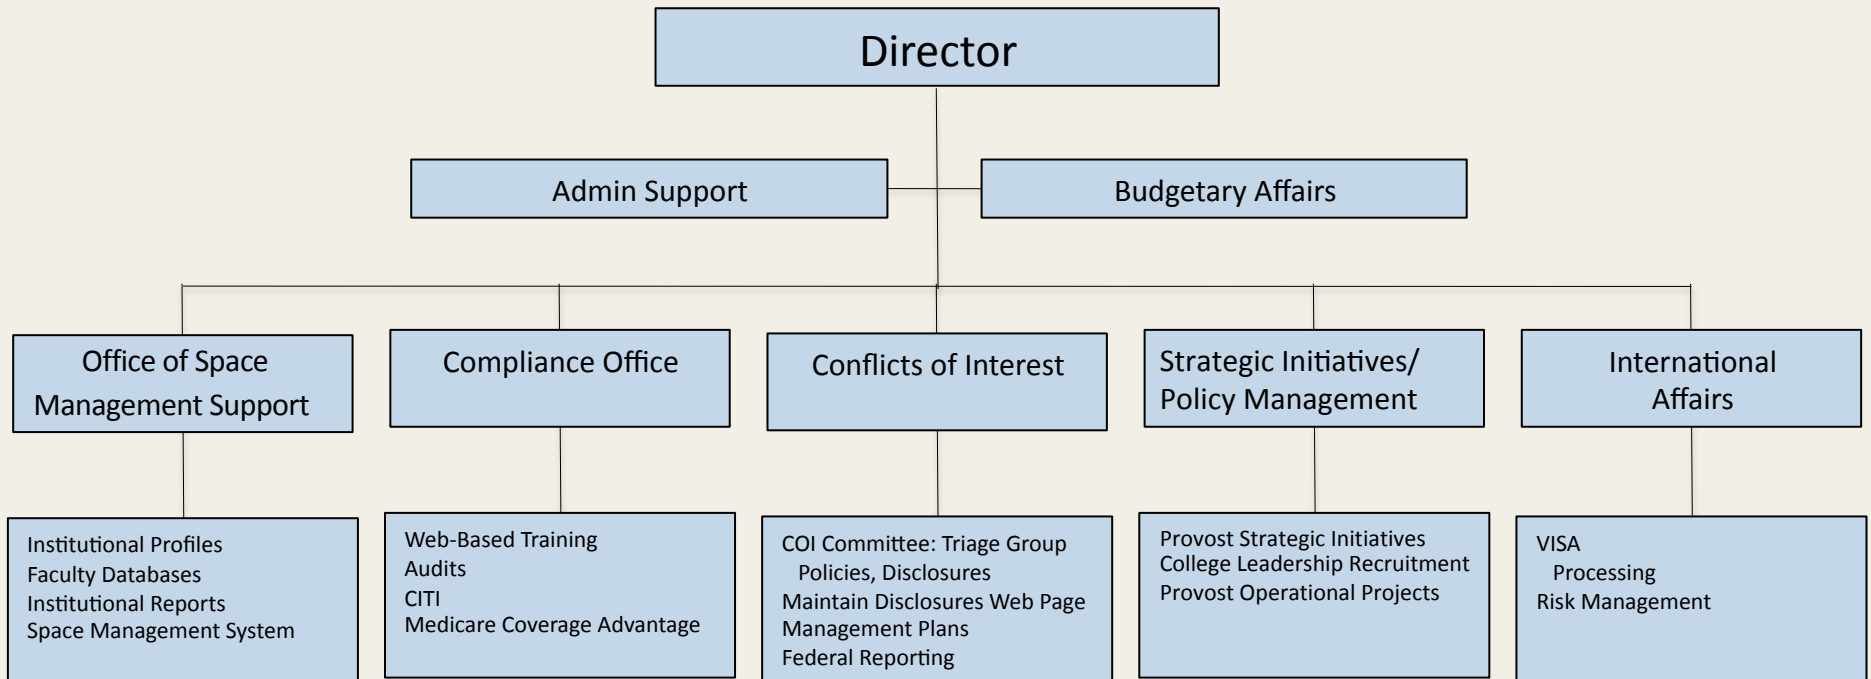 Director
Admin Support
Budgetary Affairs
Office of Space
Management Support
Compliance Office
Conflicts of Interest
Strategic Initiatives/
Policy Management
International
Affairs
Institutional Profiles
Faculty Databases
Institutional Reports
Space Management System
Web-Based Training
Audits
CITI
Medicare Coverage Advantage
COI Committee: Triage Group
Policies, Disclosures
Maintain Disclosures Web Page
Management Plans
Federal Reporting
Provost Strategic Initiatives
College Leadership Recruitment
Provost Operational Projects
VISA
Processing
Risk Management